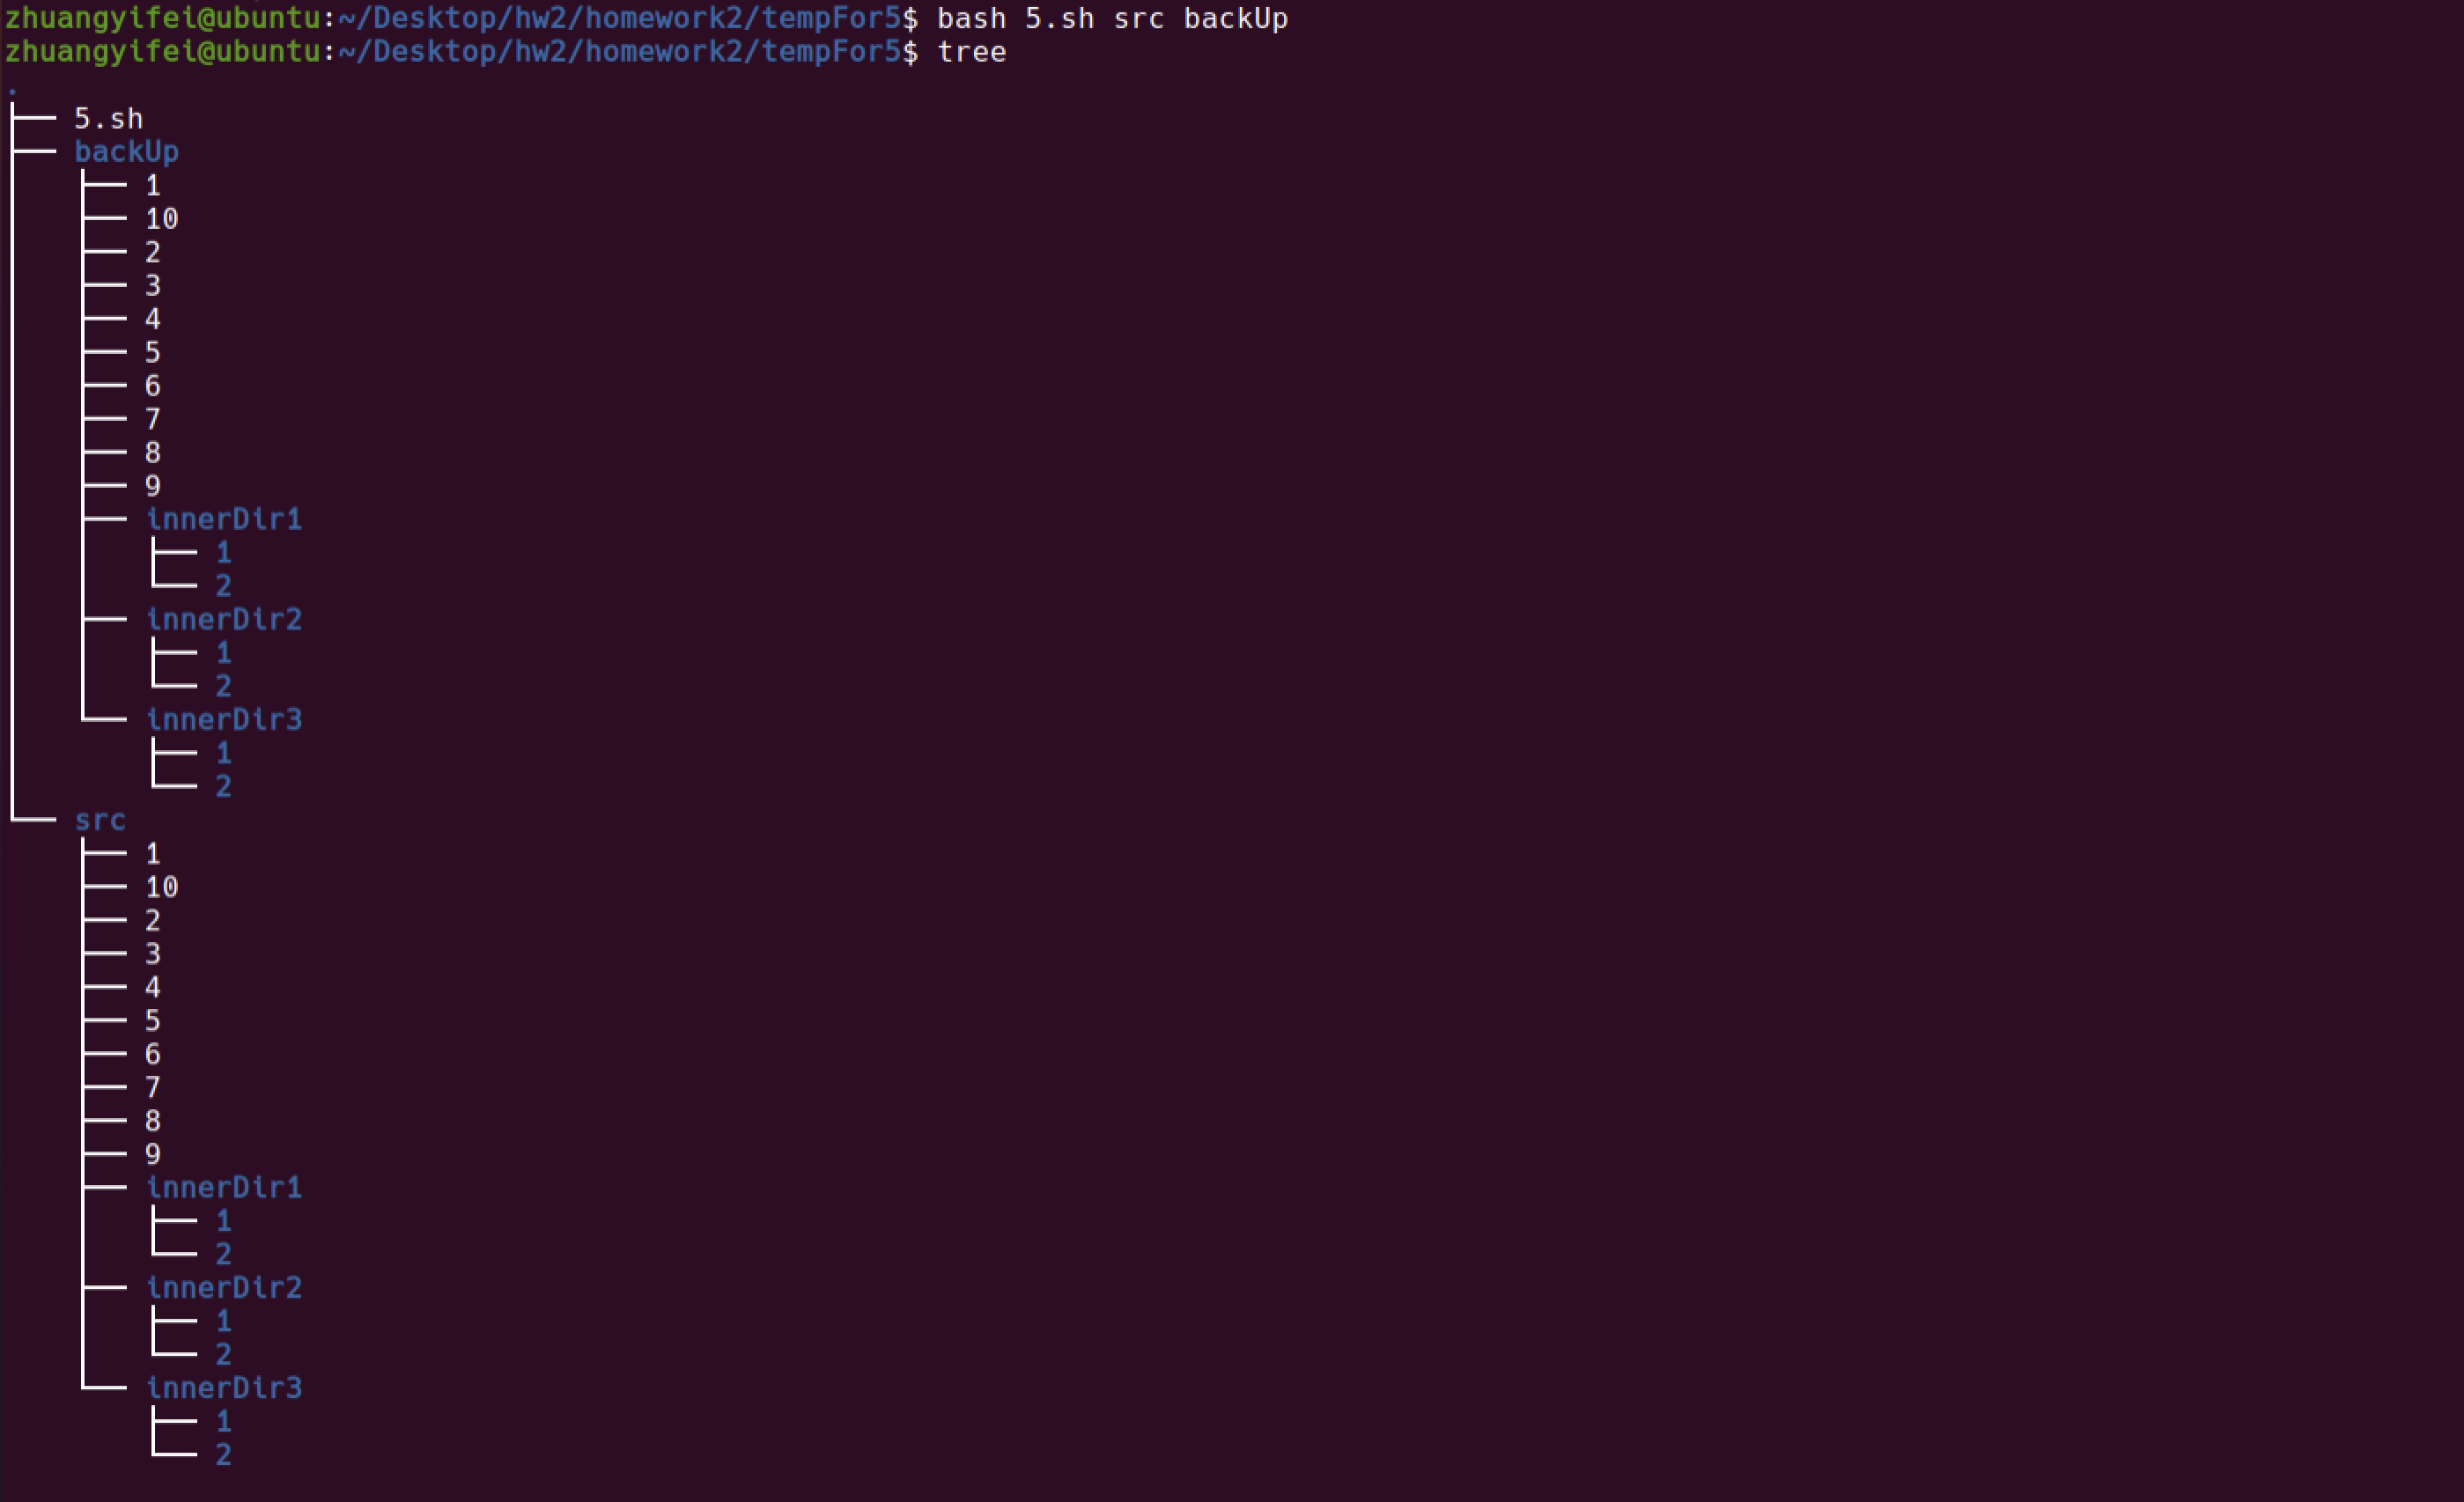 zhuangyifei@ubuntu:~/Desktop/hw2/homework2/tempFor5$ bash 5.sh src backUp
zhuangyifei@ubuntu:~/Desktop/hw2/homework2/tempFor5$ tree
.
├── 5.sh
├── backUp
│   ├── 1
│   ├── 10
│   ├── 2
│   ├── 3
│   ├── 4
│   ├── 5
│   ├── 6
│   ├── 7
│   ├── 8
│   ├── 9
│   ├── innerDir1
│   │   ├── 1
│   │   └── 2
│   ├── innerDir2
│   │   ├── 1
│   │   └── 2
│   └── innerDir3
│       ├── 1
│       └── 2
└── src
    ├── 1
    ├── 10
    ├── 2
    ├── 3
    ├── 4
    ├── 5
    ├── 6
    ├── 7
    ├── 8
    ├── 9
    ├── innerDir1
    │   ├── 1
    │   └── 2
    ├── innerDir2
    │   ├── 1
    │   └── 2
    └── innerDir3
        ├── 1
        └── 2